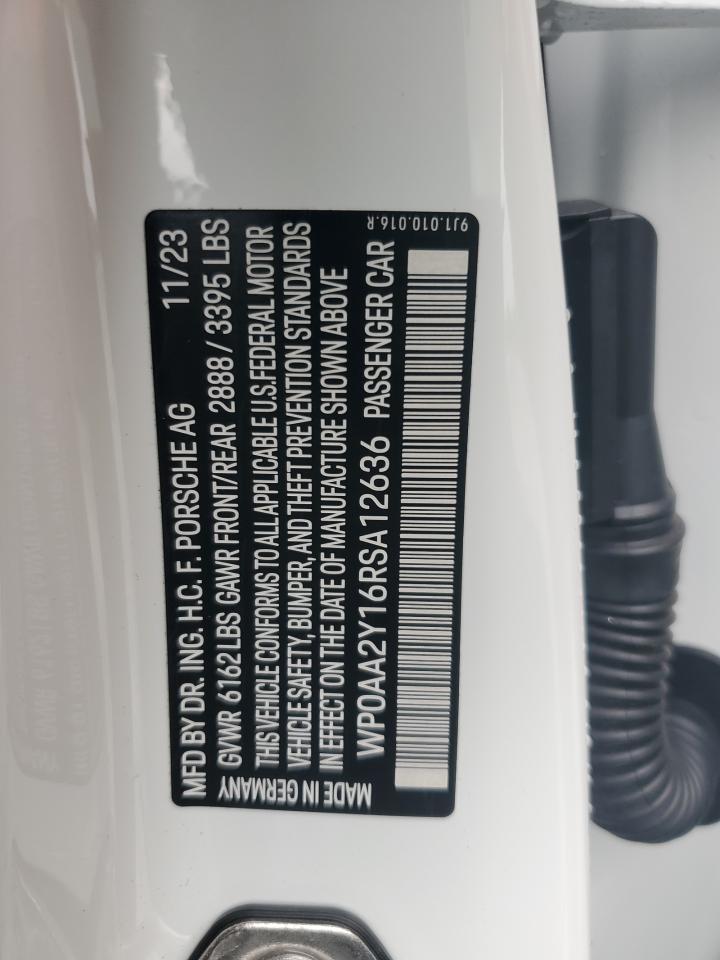 MFD BY DR. ING. H.C. F. PORSCHE AG 11/23
GVWR 6162 LBS GAWR FRONT/REAR 2888 / 3395 LBS
THIS VEHICLE CONFORMS TO ALL APPLICABLE U.S. FEDERAL MOTOR
VEHICLE SAFETY, BUMPER, AND THEFT PREVENTION STANDARDS
IN EFFECT ON THE DATE OF MANUFACTURE SHOWN ABOVE
MADE IN GERMANY
WP0AA2Y16RSA12636 PASSENGER CAR
9J1.010.016.R